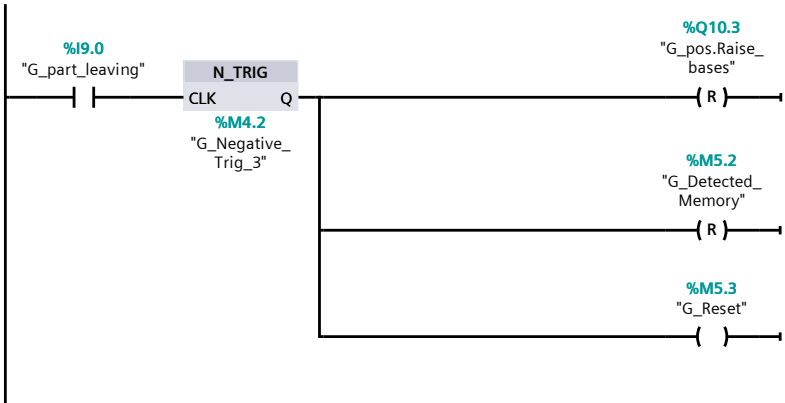 %I9.0
"G_part_leaving"
N_TRIG
CLK Q
%M4.2
"G_Negative_
Trig_3"
%Q10.3
"G_pos.Raise_
bases"
R
%M5.2
"G_Detected_
Memory"
R
%M5.3
"G_Reset"